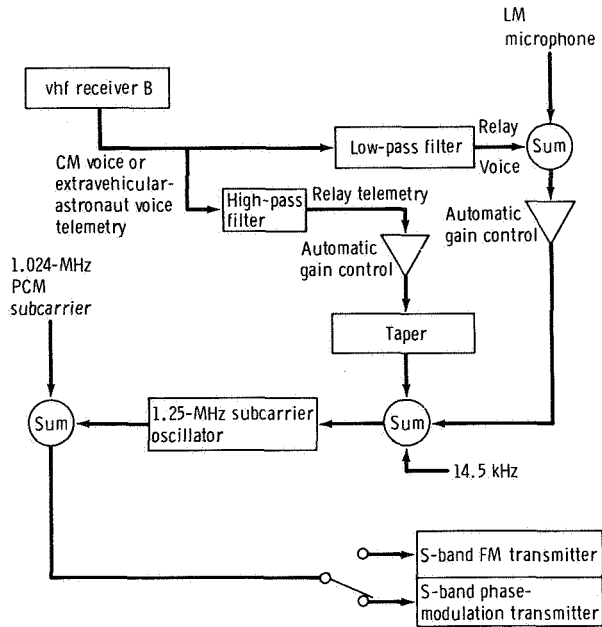 LM
microphone
vhf receiver B
Relay
Low-pass filter
Sum
Voice
CM voice or
extravehicular-
astronaut voice
telemetry
High-pass
filter
Relay telemetry
Automatic
gain control
Automatic
gain control
1.024-MHz
PCM
subcarrier
Taper
Sum
1.25-MHz subcarrier
oscillator
Sum
14.5 kHz
S-band FM transmitter
S-band phase-
modulation transmitter